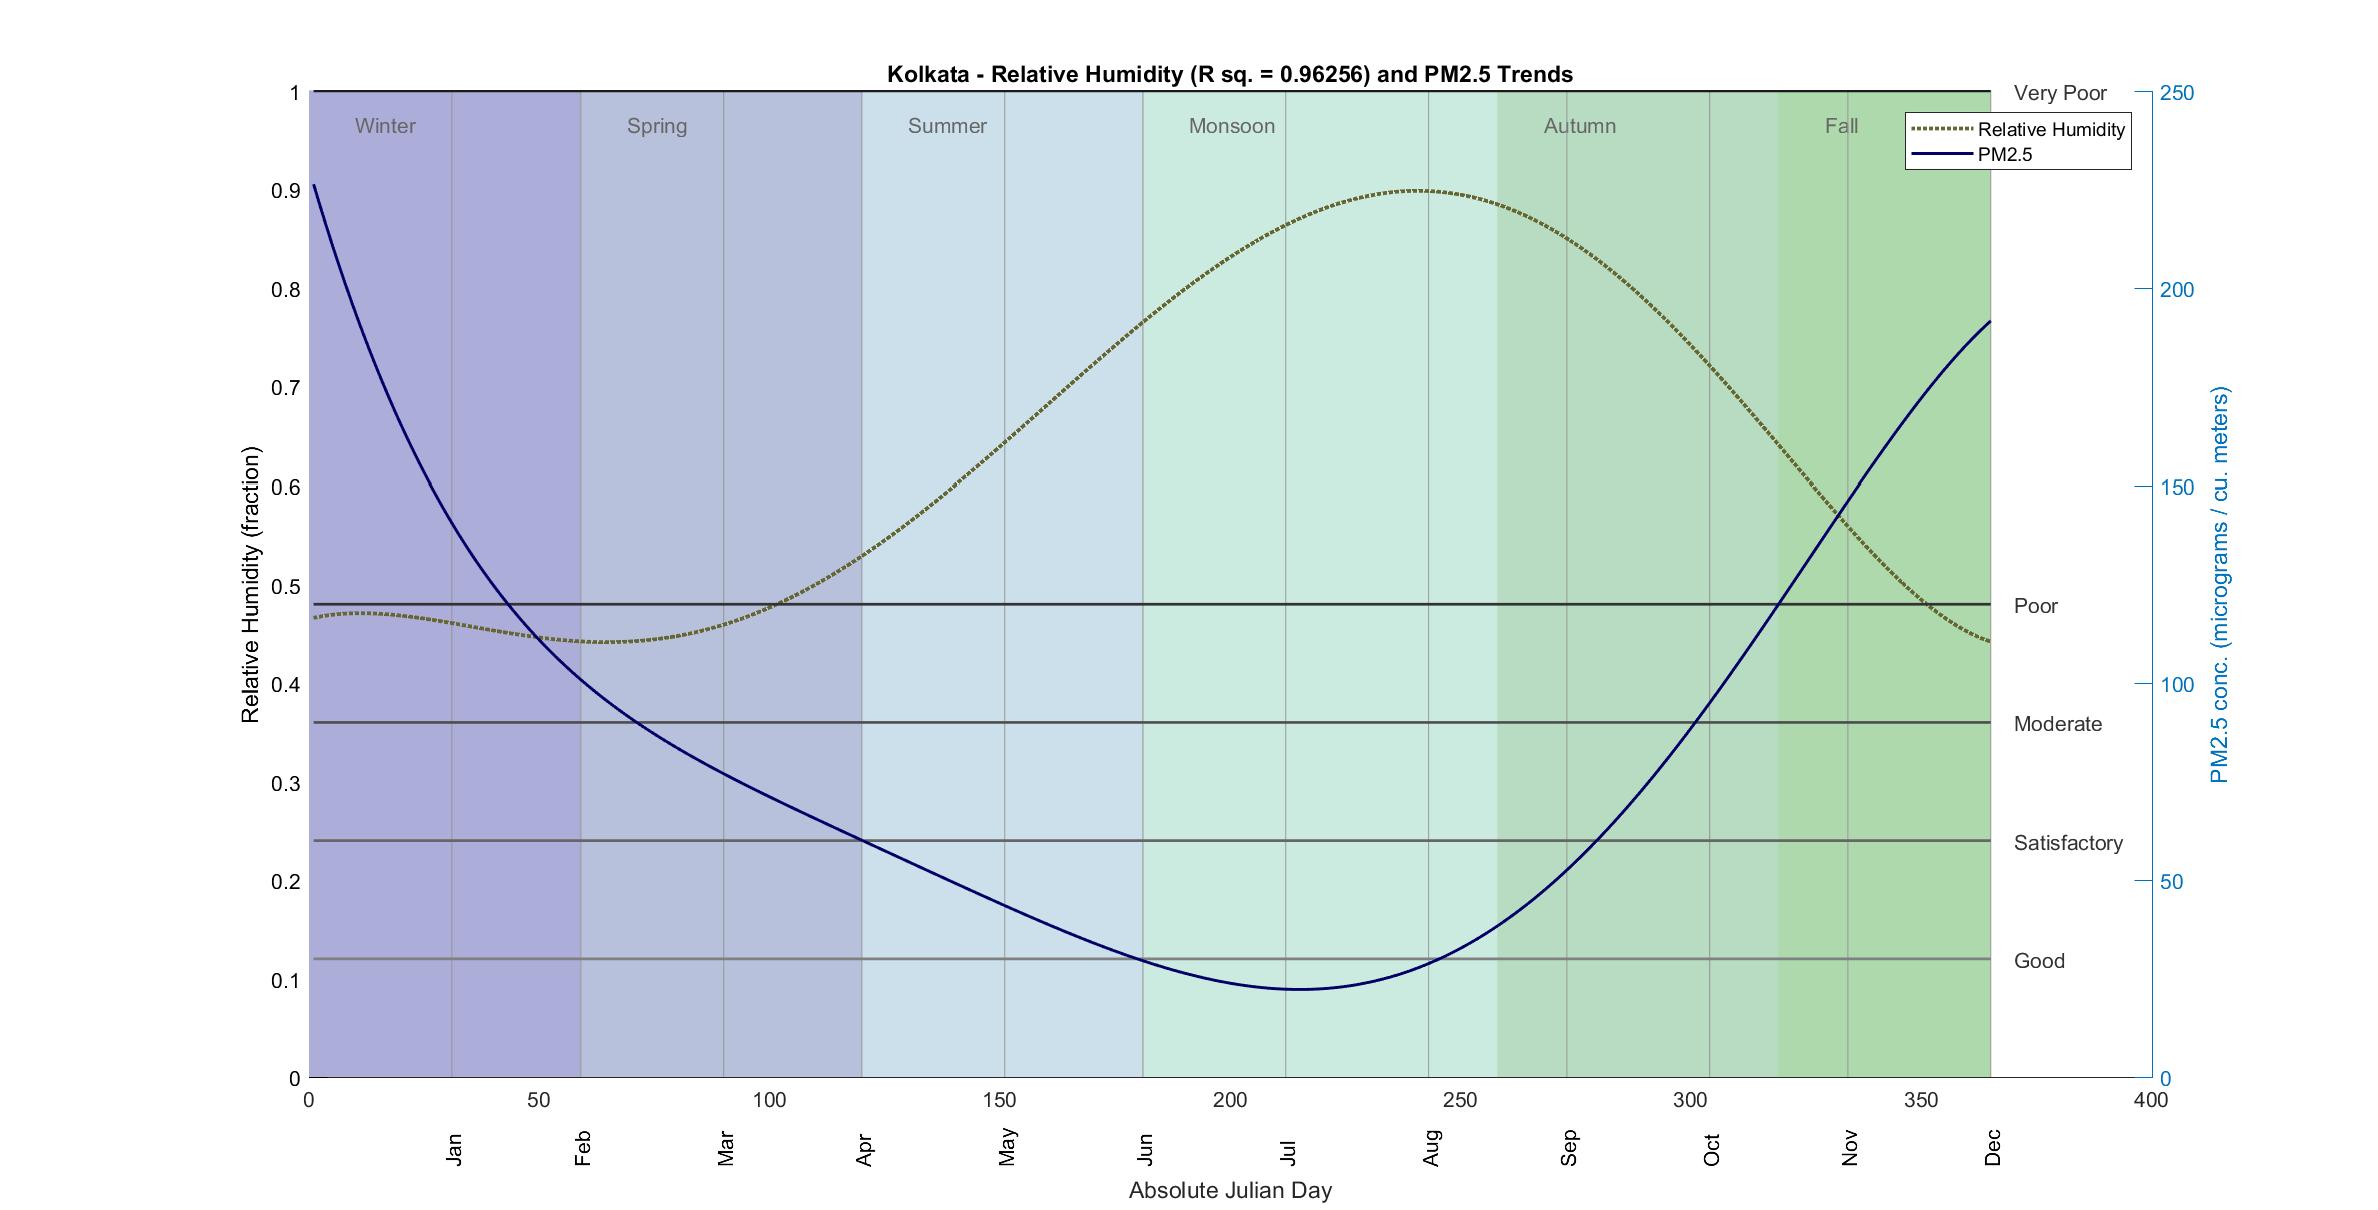 Kolkata - Relative Humidity (R sq. = 0.96256) and PM2.5 Trends
Winter
Spring
Summer
Monsoon
Autumn
Fall
Relative Humidity
PM2.5
Relative Humidity (fraction)
1
0.9
0.8
0.7
0.6
0.5
0.4
0.3
0.2
0.1
0
Very Poor
Poor
Moderate
Satisfactory
Good
250
200
150
100
50
0
PM2.5 conc. (micrograms / cu. meters)
0 50 100 150 200 250 300 350 400
Jan Feb Mar Apr May Jun Jul Aug Sep Oct Nov Dec
Absolute Julian Day